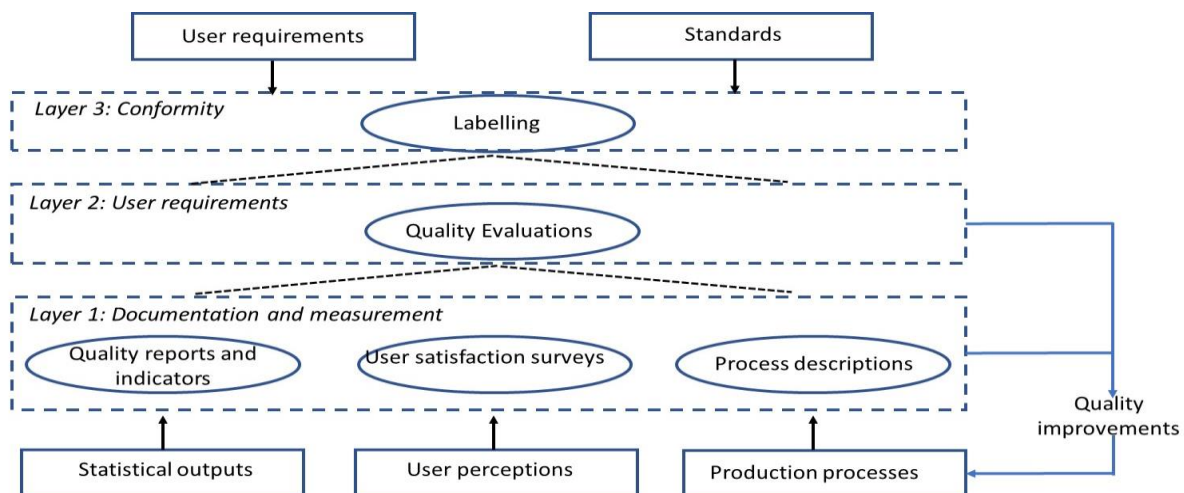 User requirements
Standards
Layer 3: Conformity
Labelling
Layer 2: User requirements
Quality Evaluations
Layer 1: Documentation and measurement
Quality reports and
indicators
User satisfaction surveys
Process descriptions
Quality
improvements
Statistical outputs
User perceptions
Production processes